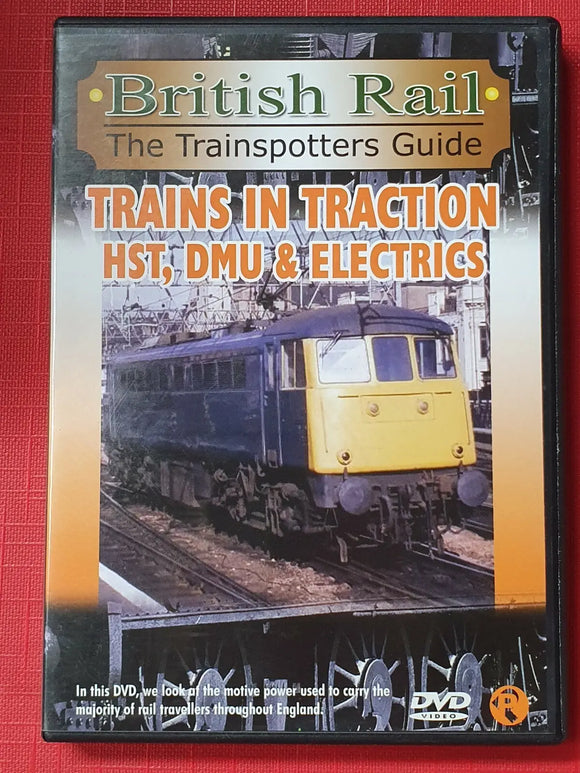 British Rail
The Trainspotters Guide
TRAINS IN TRACTION
HST, DMU & ELECTRICS
In this DVD, we look at the motive power used to carry the
majority of rail travellers throughout England.
DVD
VIDEO
P